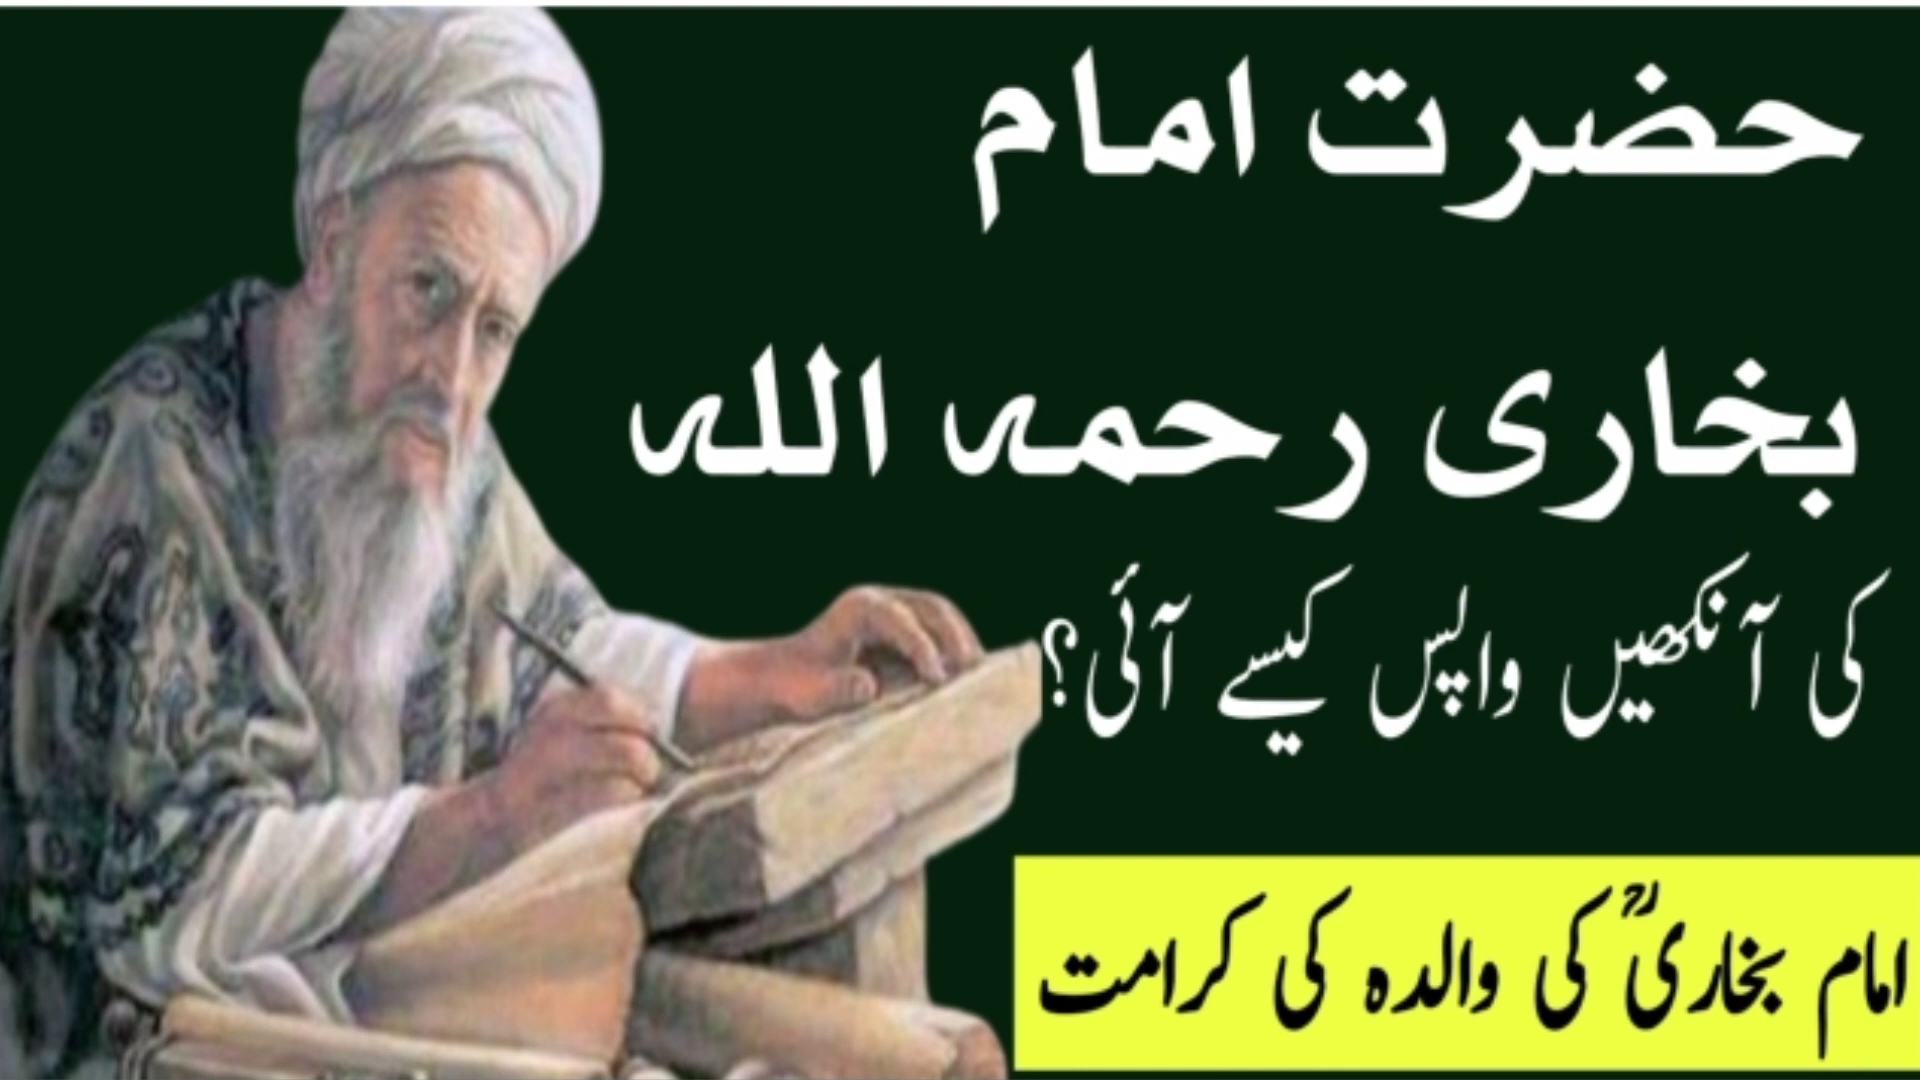 حضرت امام
بخاری رحمہ اللہ
کی آنکھیں واپس کیسے آئی؟
امام بخاریؒ کی والدہ کی کرامت